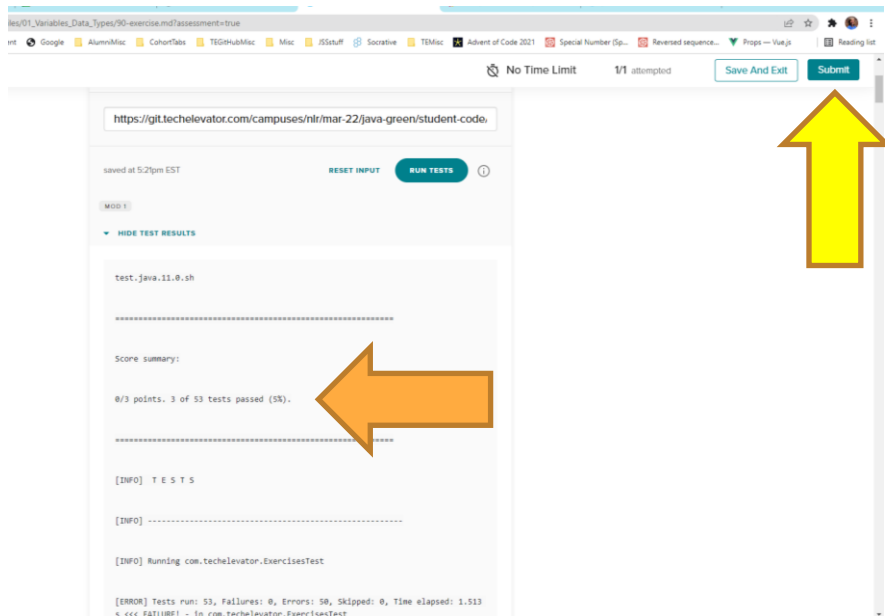 les/01_Variables_Data_Types/90-exercise.md?assessment=true
ent Google AlumniMisc CohortTabs TEGitHubMisc Misc JSSstuff Socrative TEMisc Advent of Code 2021 Special Number (Sp... Reversed sequence... Props — Vue.js Reading list
No Time Limit 1/1 attempted Save And Exit Submit
https://git.techelevator.com/campuses/nlr/mar-22/java-green/student-code/
saved at 5:21pm EST RESET INPUT RUN TESTS
MOD 1
HIDE TEST RESULTS
test.java.11.0.sh
============================================================
Score summary:
0/3 points. 3 of 53 tests passed (5%).
============================================================
[INFO] T E S T S
[INFO] -------------------------------------------------------
[INFO] Running com.techelevator.ExercisesTest
[ERROR] Tests run: 53, Failures: 0, Errors: 50, Skipped: 0, Time elapsed: 1.513
s <<< FAILURE! - in com.techelevator.ExercisesTest